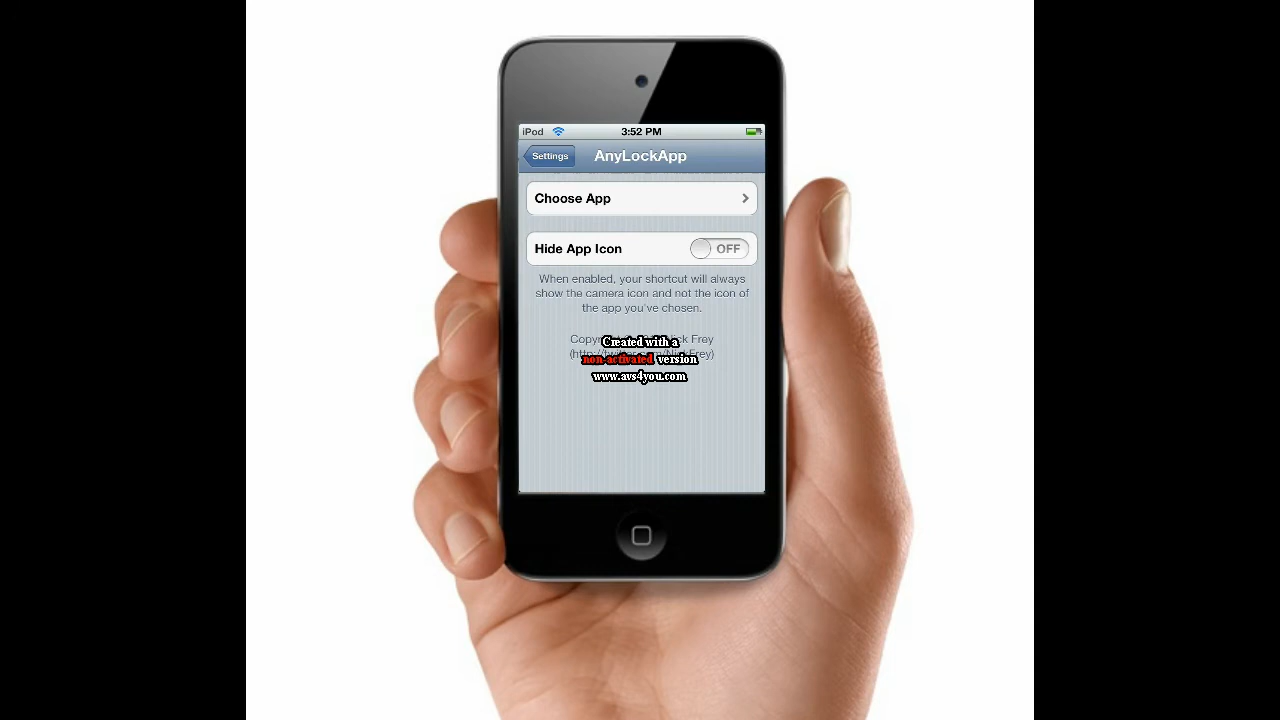 iPod 3:52 PM
Settings AnyLockApp
Choose App
Hide App Icon OFF
When enabled, your shortcut will always
show the camera icon and not the icon of
the app you've chosen.
Frey
Created with a
non-activated version
www.avs4you.com